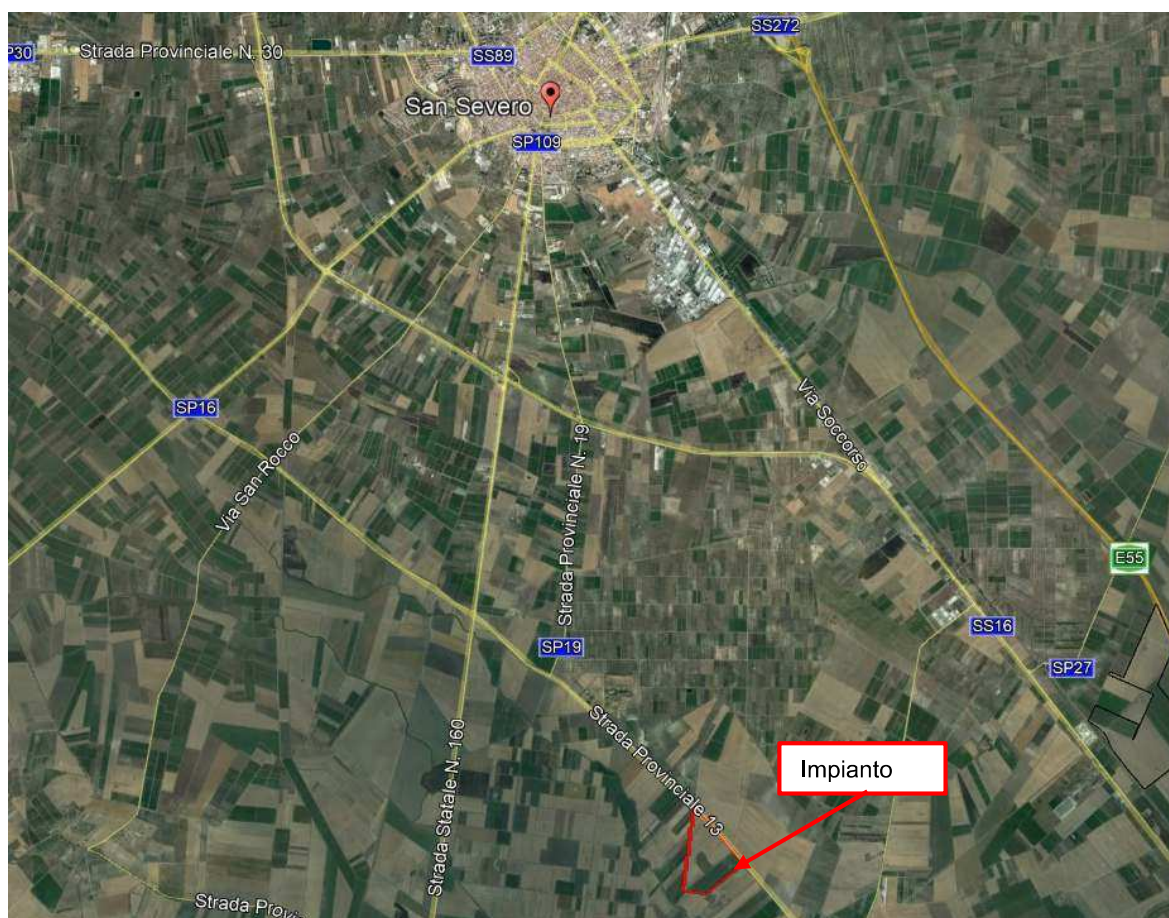 SS272
P30
Strada Provinciale N. 30
SS89
San Severo
SP109
Via Soccorso
SP16
Via San Rocco
Strada Provinciale N. 19
E55
SS16
SP19
SP27
Strada Provinciale 13
Strada Statale N. 160
Impianto
Strada Provi